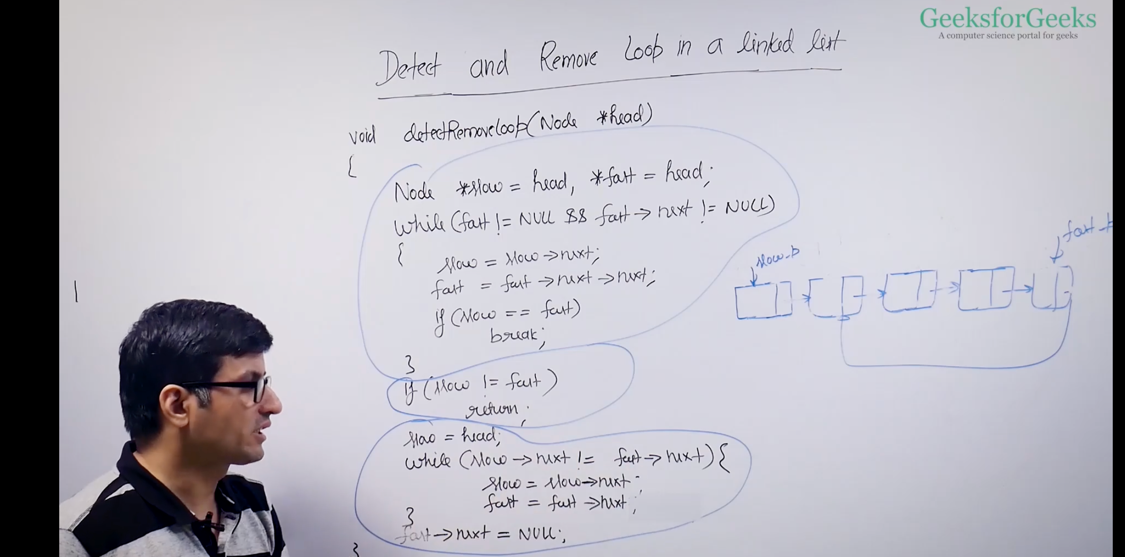 GeeksforGeeks
A computer science portal for geeks
Detect and Remove Loop in a linked list
void detectRemoveLoop(Node *head)
{
Node *slow = head, *fast = head;
while(fast != NULL && fast→next != NULL)
{
slow = slow→next;
fast = fast→next→next;
if(slow == fast)
break;
}
if(slow != fast)
return;
slow = head;
while(slow→next != fast→next){
slow = slow→next;
fast = fast→next;
}
fast→next = NULL;
}
slow_p
fast_p